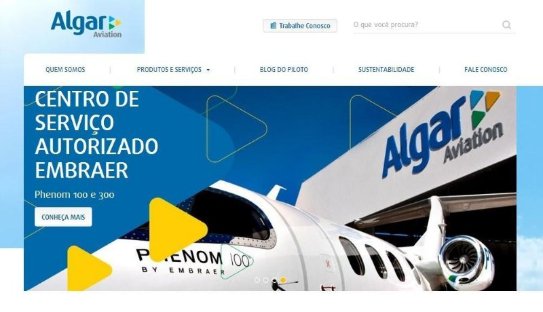 Algar
Aviation
Trabalhe Conosco
O que você procura?
QUEM SOMOS
PRODUTOS E SERVIÇOS
BLOG DO PILOTO
SUSTENTABILIDADE
FALE CONOSCO
CENTRO DE
SERVIÇO
AUTORIZADO
EMBRAER
Phenom 100 e 300
CONHEÇA MAIS
Algar
Aviation
PHENOM 100
BY EMBRAER